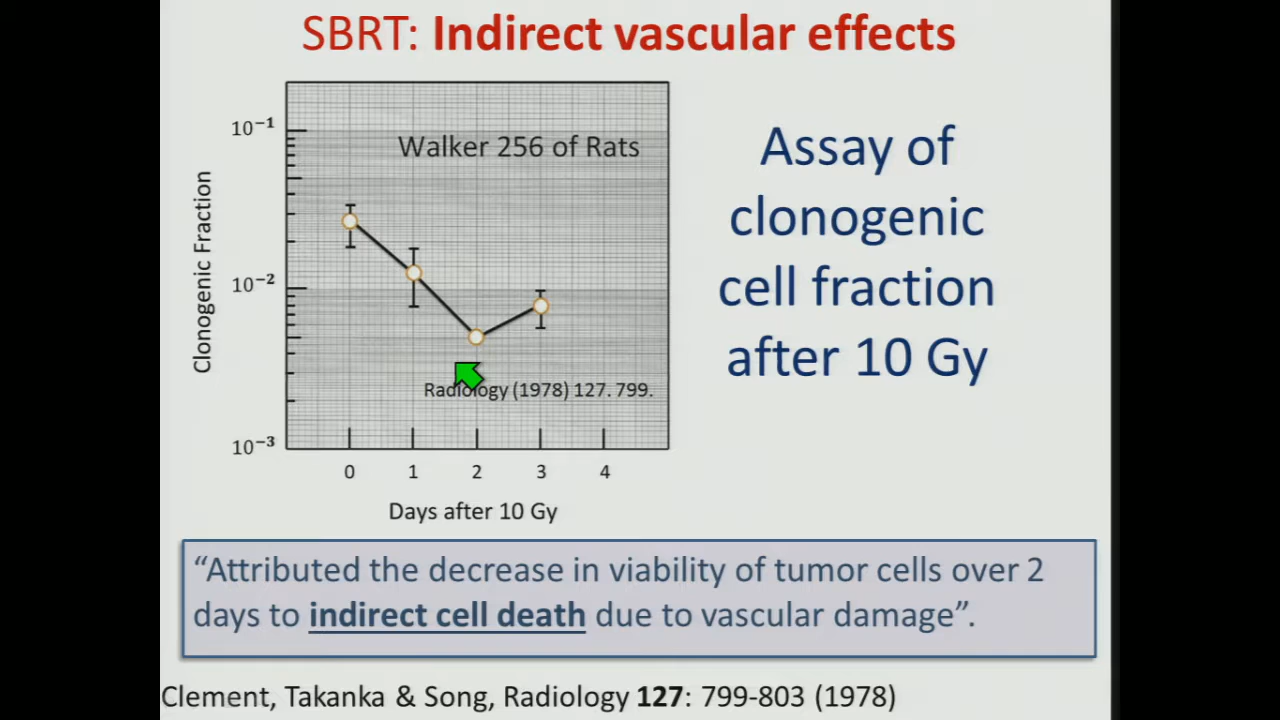 SBRT: Indirect vascular effects
10⁻¹
Walker 256 of Rats
10⁻²
Clonogenic Fraction
Radiology (1978) 127. 799.
10⁻³
0 1 2 3 4
Days after 10 Gy
Assay of
clonogenic
cell fraction
after 10 Gy
“Attributed the decrease in viability of tumor cells over 2
days to indirect cell death due to vascular damage”.
Clement, Takanka & Song, Radiology 127: 799-803 (1978)